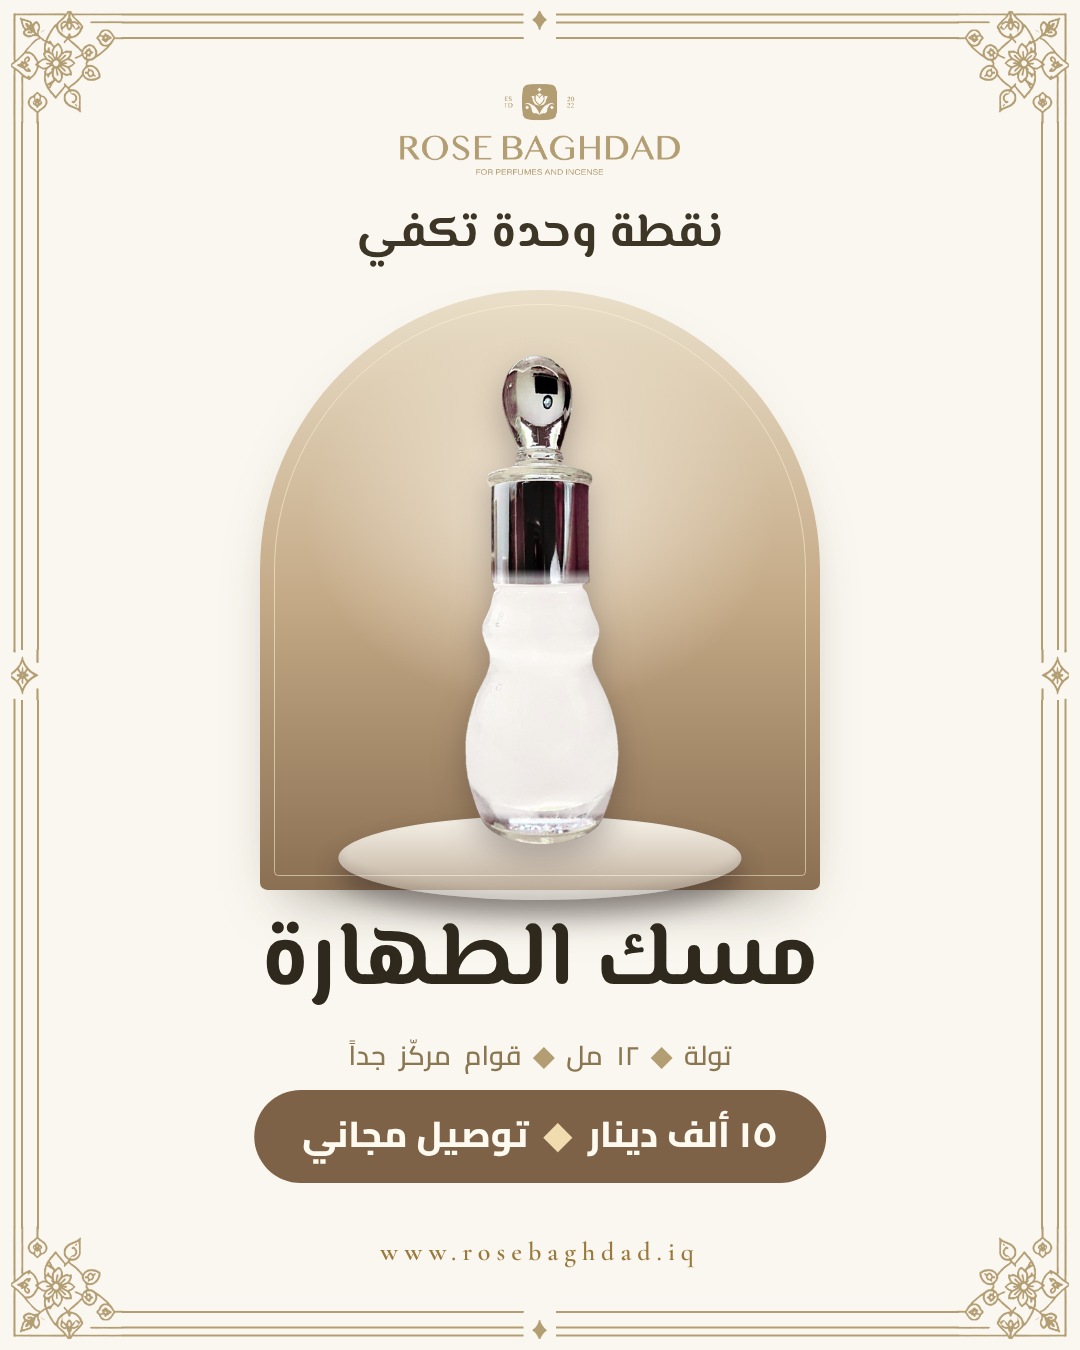 ES TD 20 22
ROSE BAGHDAD
FOR PERFUMES AND INCENSE
نقطة وحدة تكفي
مسك الطهارة
تولة ◆ ١٢ مل ◆ قوام مركّز جداً
١٥ ألف دينار ◆ توصيل مجاني
www.rosebaghdad.iq